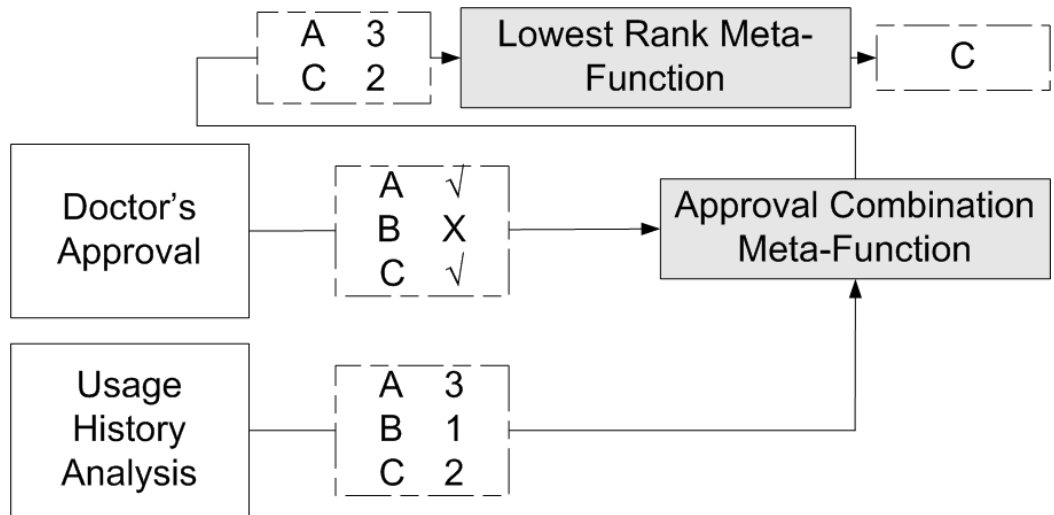 A 3
C 2
Lowest Rank Meta-
Function
C
Doctor's
Approval
A √
B X
C √
Approval Combination
Meta-Function
Usage
History
Analysis
A 3
B 1
C 2